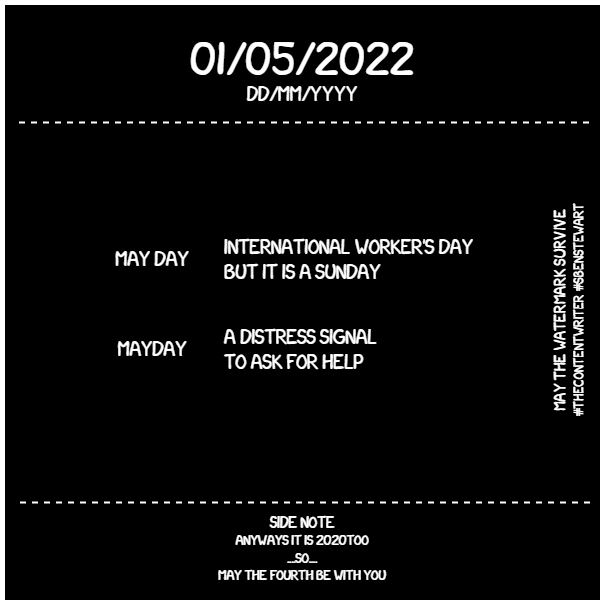 01/05/2022
DD/MM/YYYY
MAY DAY
INTERNATIONAL WORKER'S DAY
BUT IT IS A SUNDAY
MAYDAY
A DISTRESS SIGNAL
TO ASK FOR HELP
MAY THE WATERMARK SURVIVE
#THECONTENTWRITER #SBENSTEWART
SIDE NOTE
ANYWAYS IT IS 2020TOO
...SO...
MAY THE FOURTH BE WITH YOU